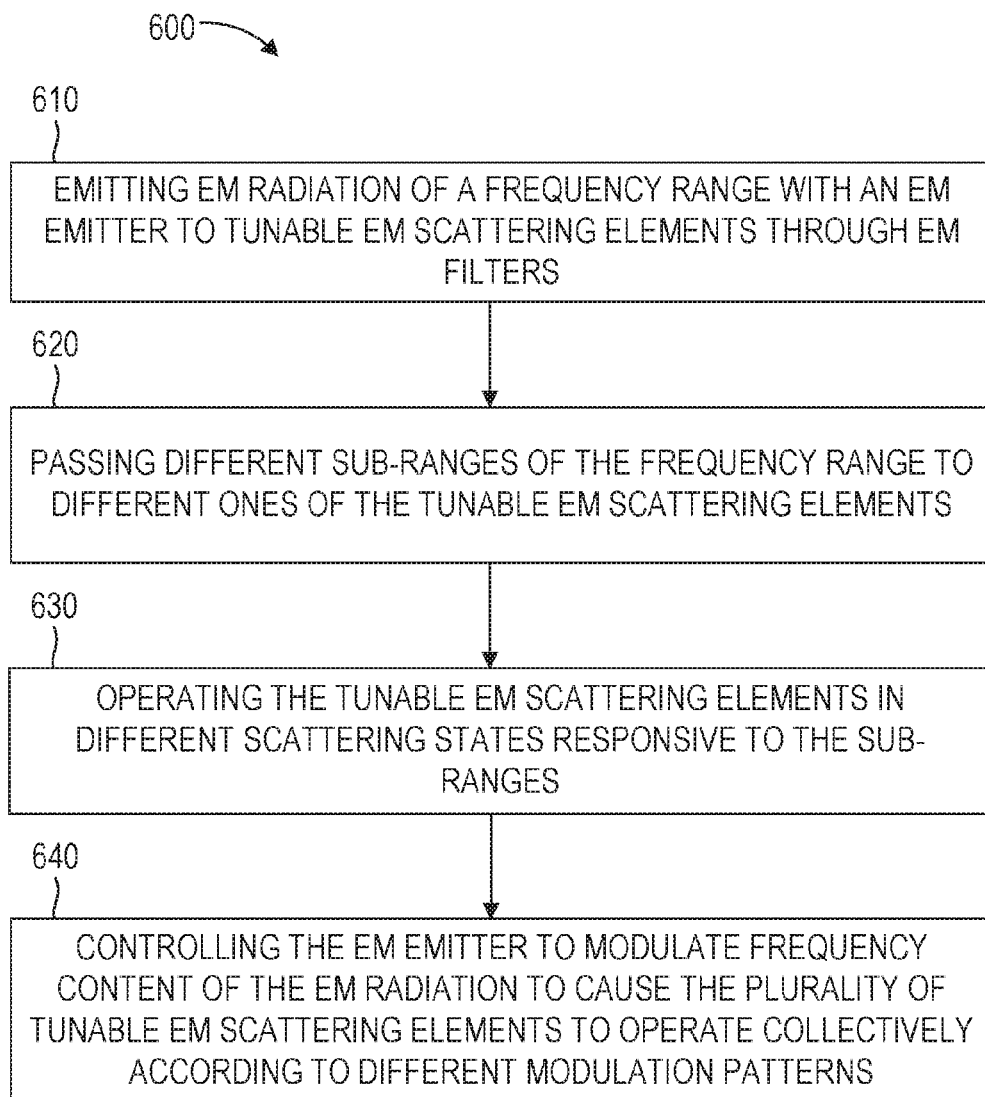 600
610
EMITTING EM RADIATION OF A FREQUENCY RANGE WITH AN EM
EMITTER TO TUNABLE EM SCATTERING ELEMENTS THROUGH EM
FILTERS
620
PASSING DIFFERENT SUB-RANGES OF THE FREQUENCY RANGE TO
DIFFERENT ONES OF THE TUNABLE EM SCATTERING ELEMENTS
630
OPERATING THE TUNABLE EM SCATTERING ELEMENTS IN
DIFFERENT SCATTERING STATES RESPONSIVE TO THE SUB-
RANGES
640
CONTROLLING THE EM EMITTER TO MODULATE FREQUENCY
CONTENT OF THE EM RADIATION TO CAUSE THE PLURALITY OF
TUNABLE EM SCATTERING ELEMENTS TO OPERATE COLLECTIVELY
ACCORDING TO DIFFERENT MODULATION PATTERNS